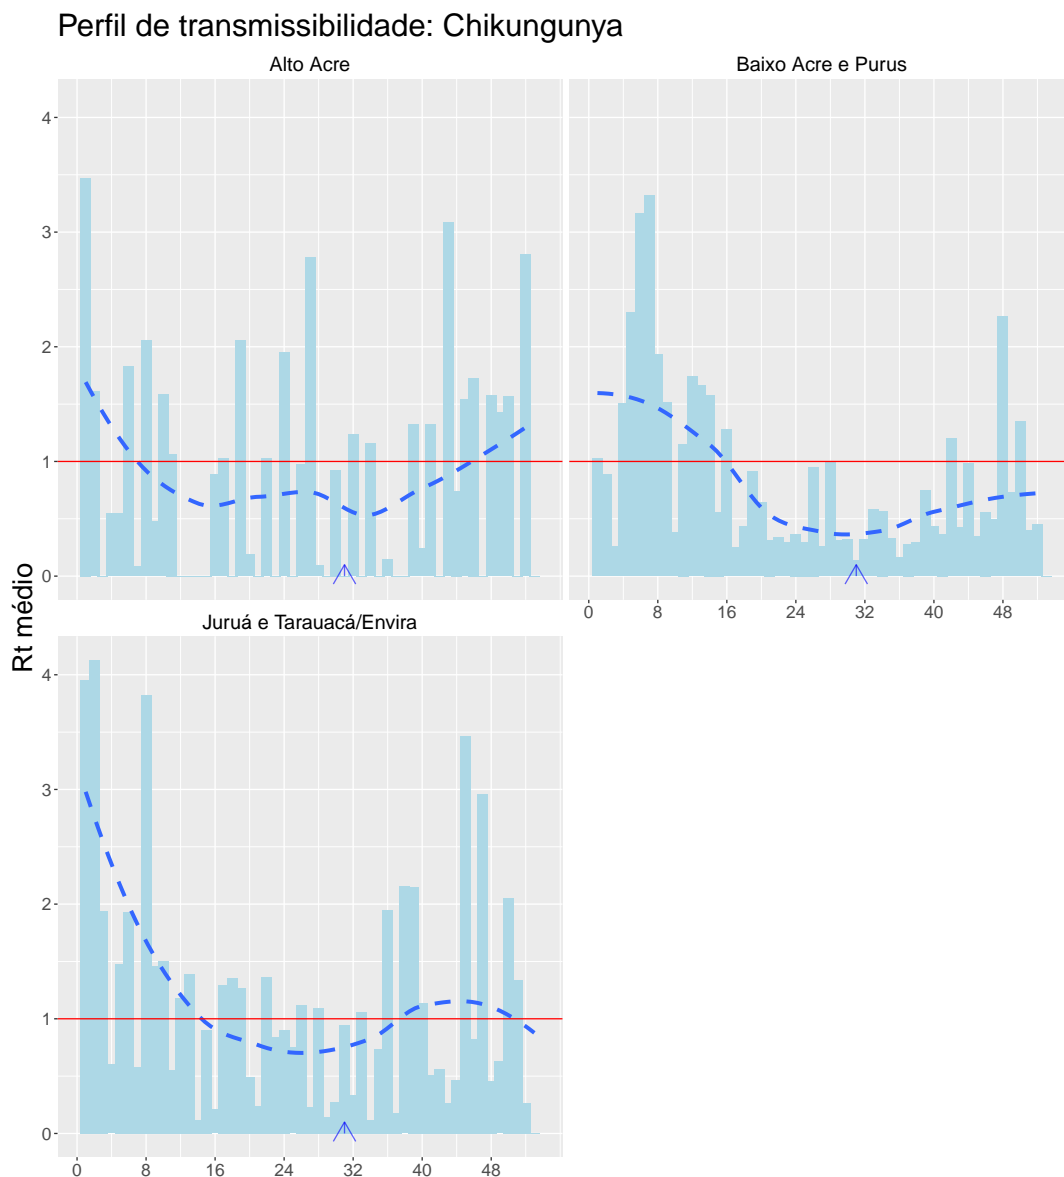 Perfil de transmissibilidade: Chikungunya
Alto Acre
Baixo Acre e Purus
4
3
2
1
0
0 8 16 24 32 40 48
Rt médio
Juruá e Tarauacá/Envira
4
3
2
1
0
0 8 16 24 32 40 48